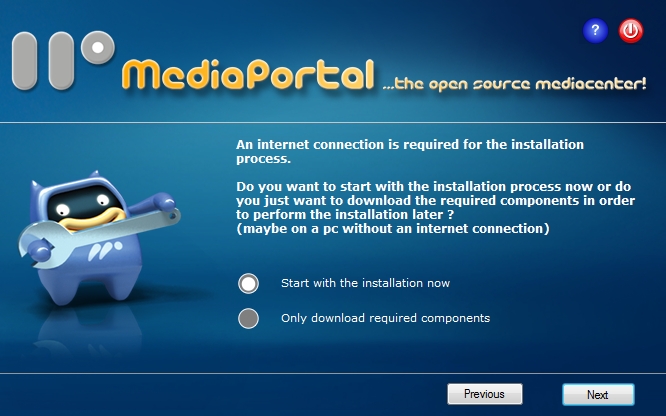 MediaPortal ...the open source mediacenter!
?
An internet connection is required for the installation
process.
Do you want to start with the installation process now or do
you just want to download the required components in order
to perform the installation later ?
(maybe on a pc without an internet connection)
Start with the installation now
Only download required components
Previous
Next